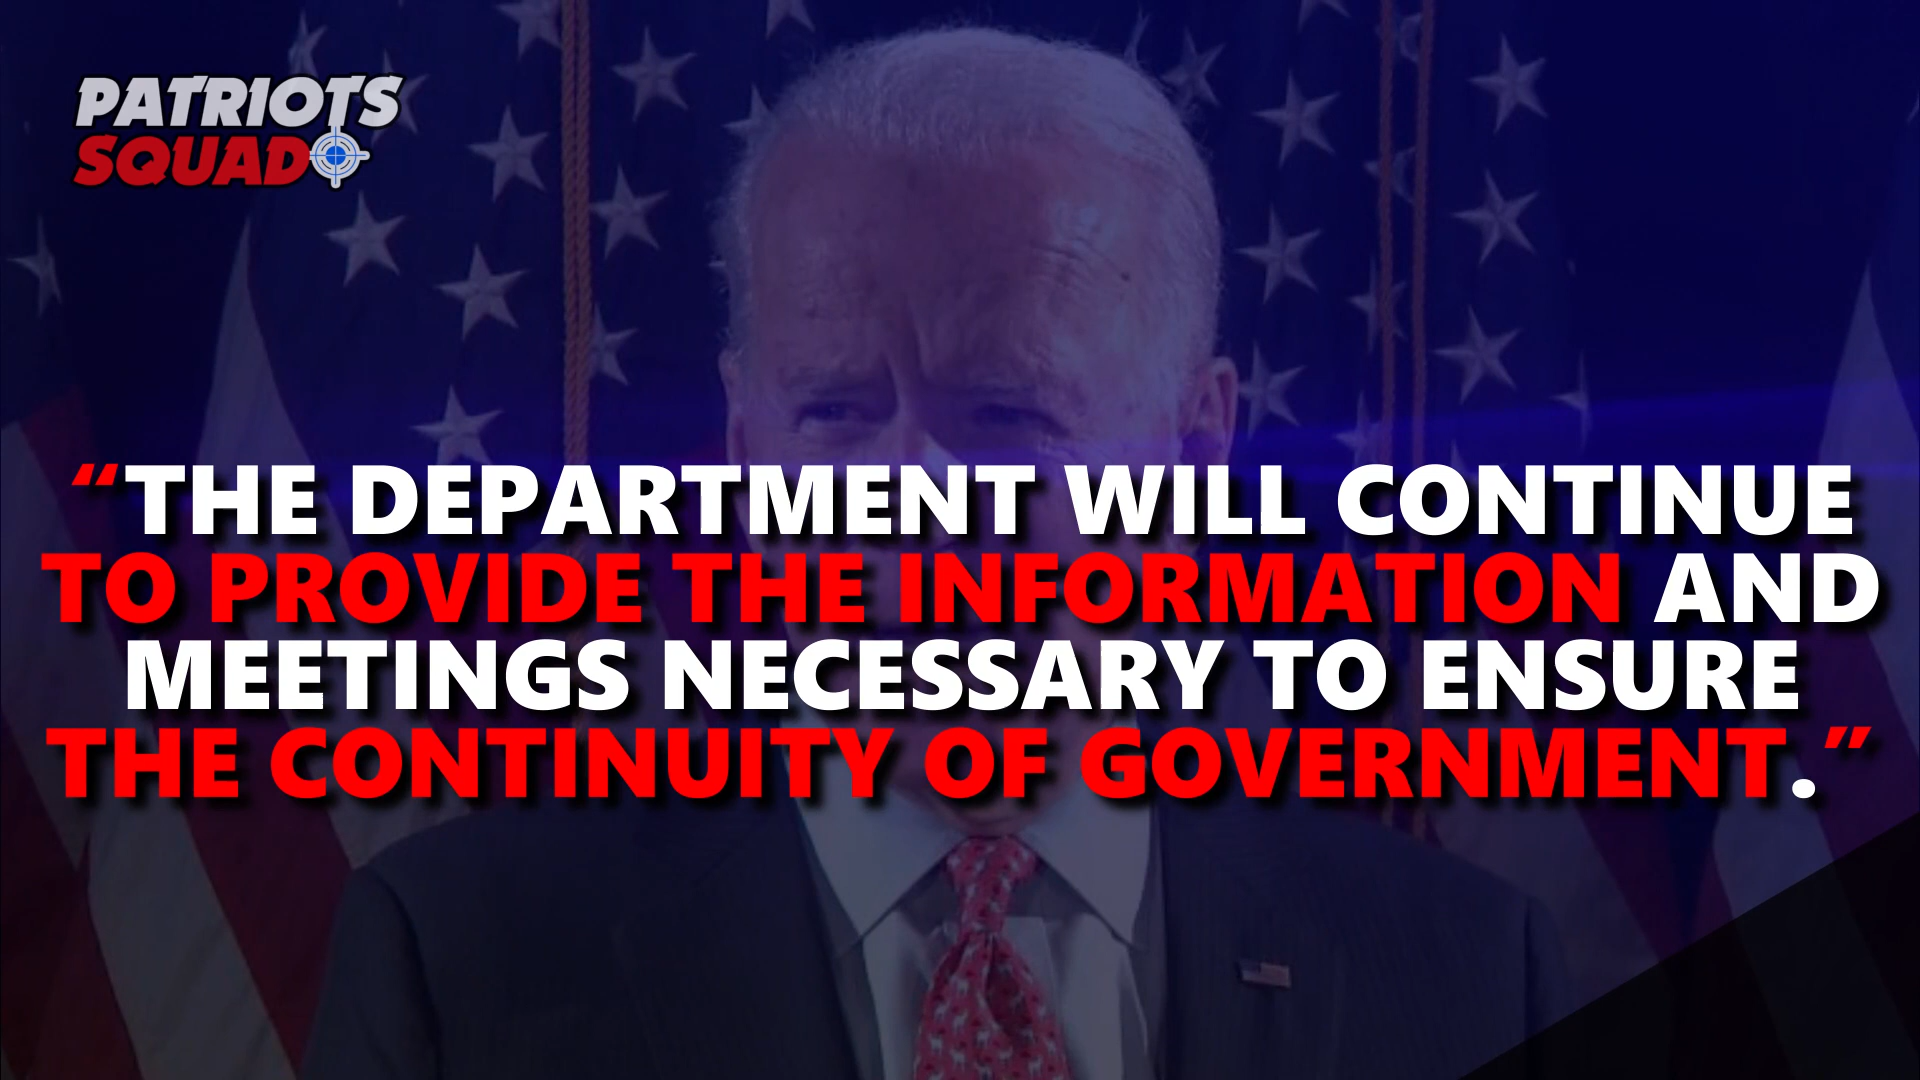 PATRIOTS
SQUAD
“THE DEPARTMENT WILL CONTINUE
TO PROVIDE THE INFORMATION AND
MEETINGS NECESSARY TO ENSURE
THE CONTINUITY OF GOVERNMENT.”